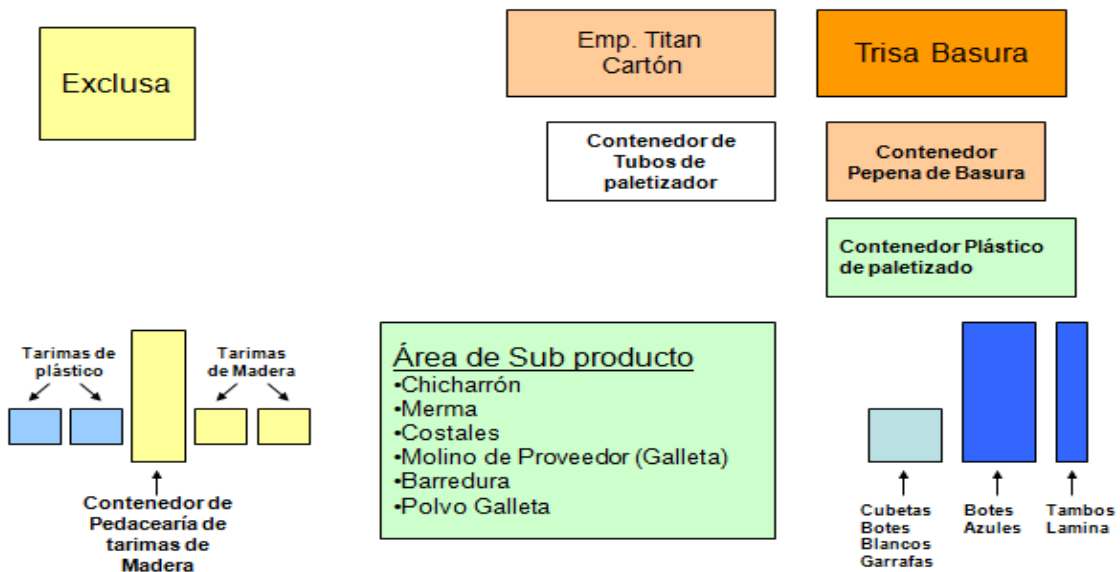 Exclusa
Emp. Titan
Cartón
Trisa Basura
Contenedor de
Tubos de
paletizador
Contenedor
Pepena de Basura
Contenedor Plástico
de paletizado
Tarimas de
plástico
Tarimas
de Madera
Contenedor de
Pedacearía de
tarimas de
Madera
Área de Sub producto
•Chicharrón
•Merma
•Costales
•Molino de Proveedor (Galleta)
•Barredura
•Polvo Galleta
Cubetas
Botes
Blancos
Garrafas
Botes
Azules
Tambos
Lamina